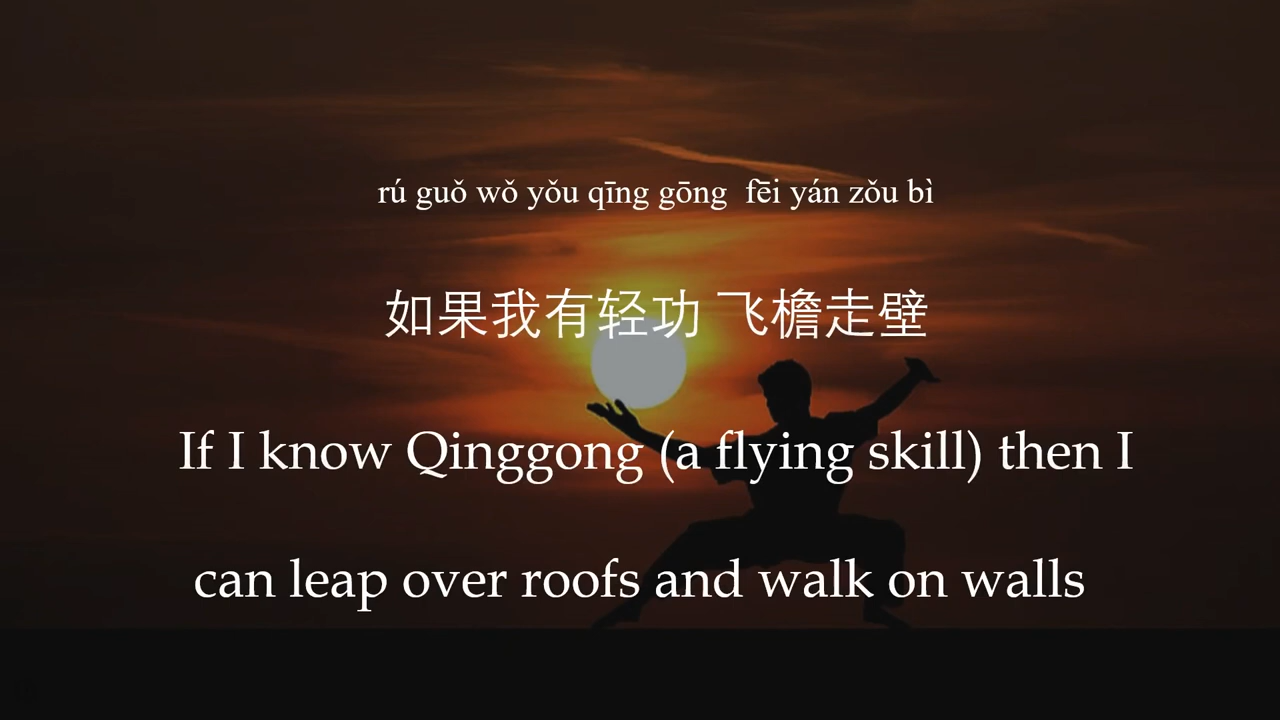 rú guǒ wǒ yǒu qīng gōng  fēi yán zǒu bì
如果我有轻功 飞檐走壁
If I know Qinggong (a flying skill) then I
can leap over roofs and walk on walls